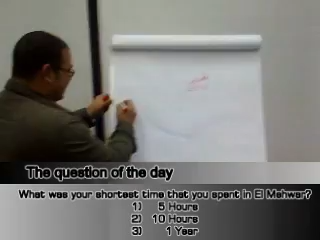 The question of the day
What was your shortest time that you spent in El Mehwar?
1) 5 Hours
2) 10 Hours
3) 1 Year